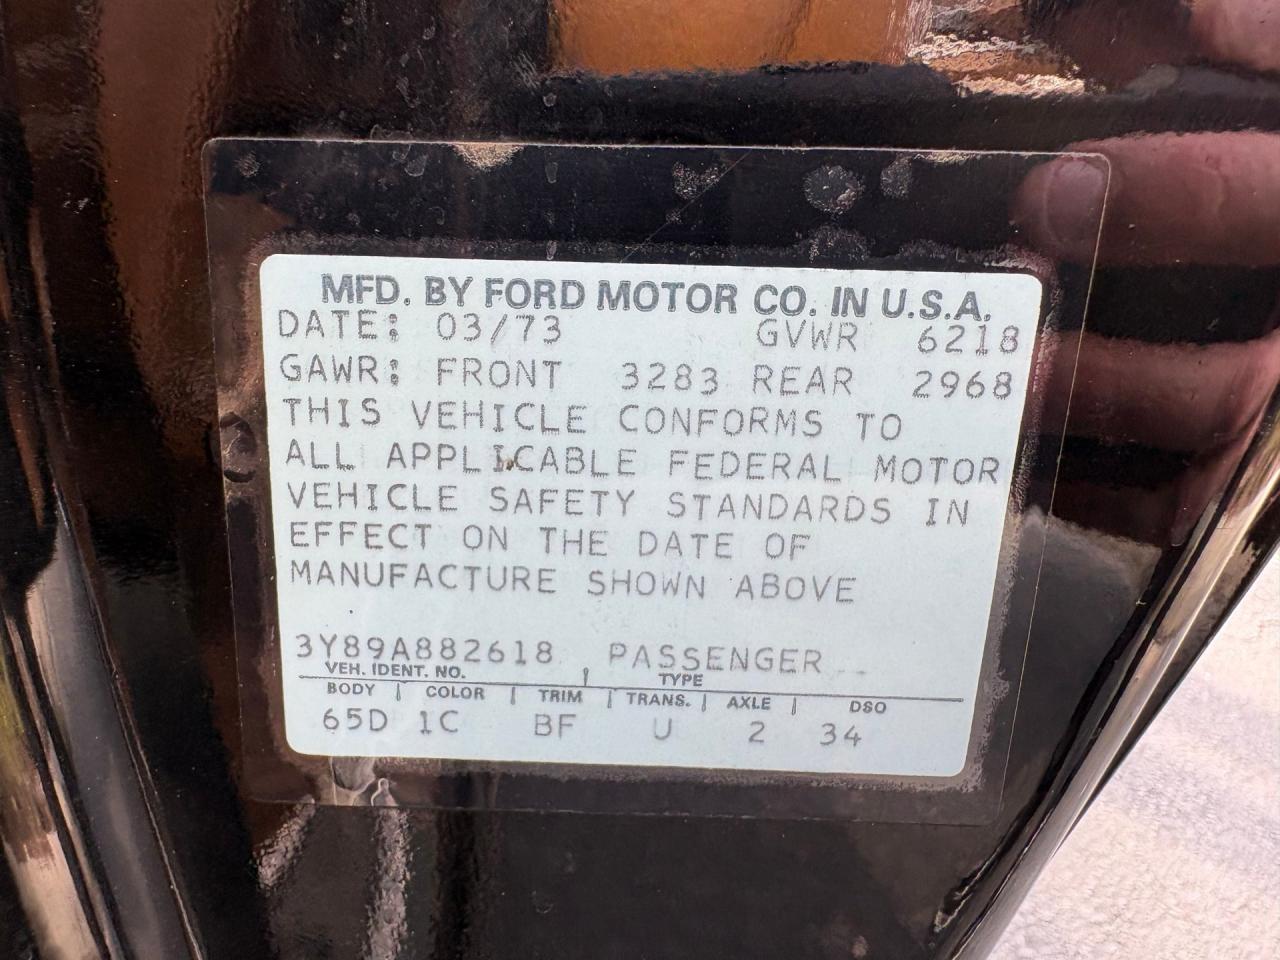 MFD. BY FORD MOTOR CO. IN U.S.A.
DATE: 03/73 GVWR 6218
GAWR: FRONT 3283 REAR 2968
THIS VEHICLE CONFORMS TO
ALL APPLICABLE FEDERAL MOTOR
VEHICLE SAFETY STANDARDS IN
EFFECT ON THE DATE OF
MANUFACTURE SHOWN ABOVE
3Y89A882618 PASSENGER
VEH. IDENT. NO. TYPE
BODY | COLOR | TRIM | TRANS. | AXLE | DSO
65D 1C BF U 2 34